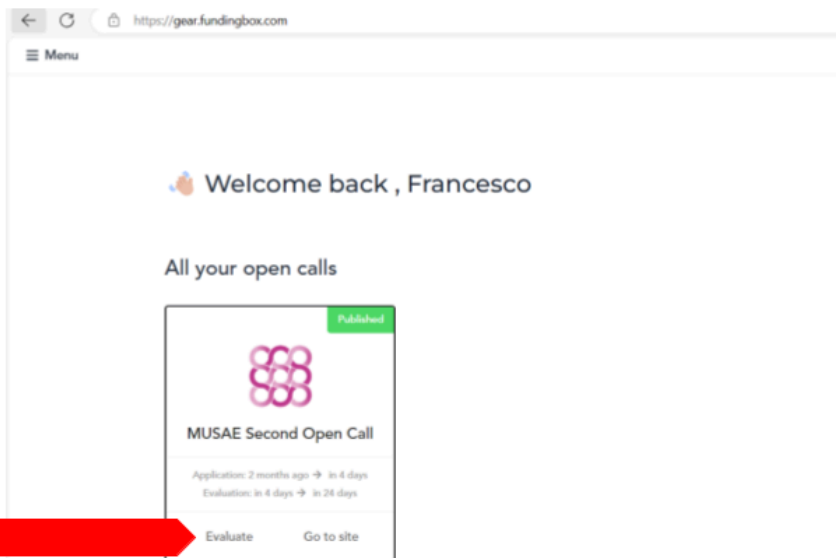 https://gear.fundingbox.com
Menu
Welcome back , Francesco
All your open calls
Published
MUSAE Second Open Call
Application: 2 months ago → in 4 days
Evaluation: in 4 days → in 24 days
Evaluate Go to site